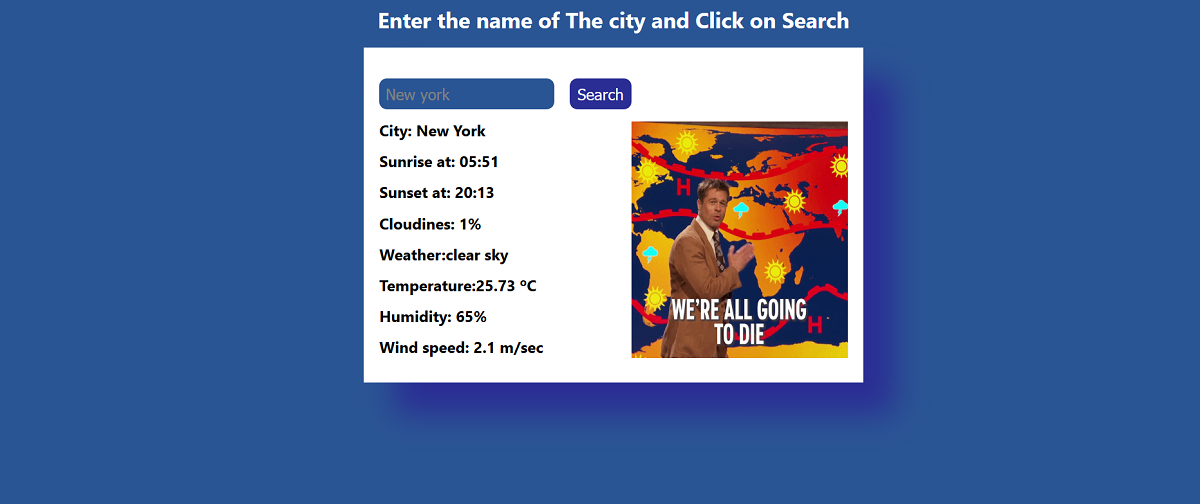 Enter the name of The city and Click on Search
New york
Search
City: New York
Sunrise at: 05:51
Sunset at: 20:13
Cloudines: 1%
Weather:clear sky
Temperature:25.73 ºC
Humidity: 65%
Wind speed: 2.1 m/sec
H
H
WE'RE ALL GOING
TO DIE